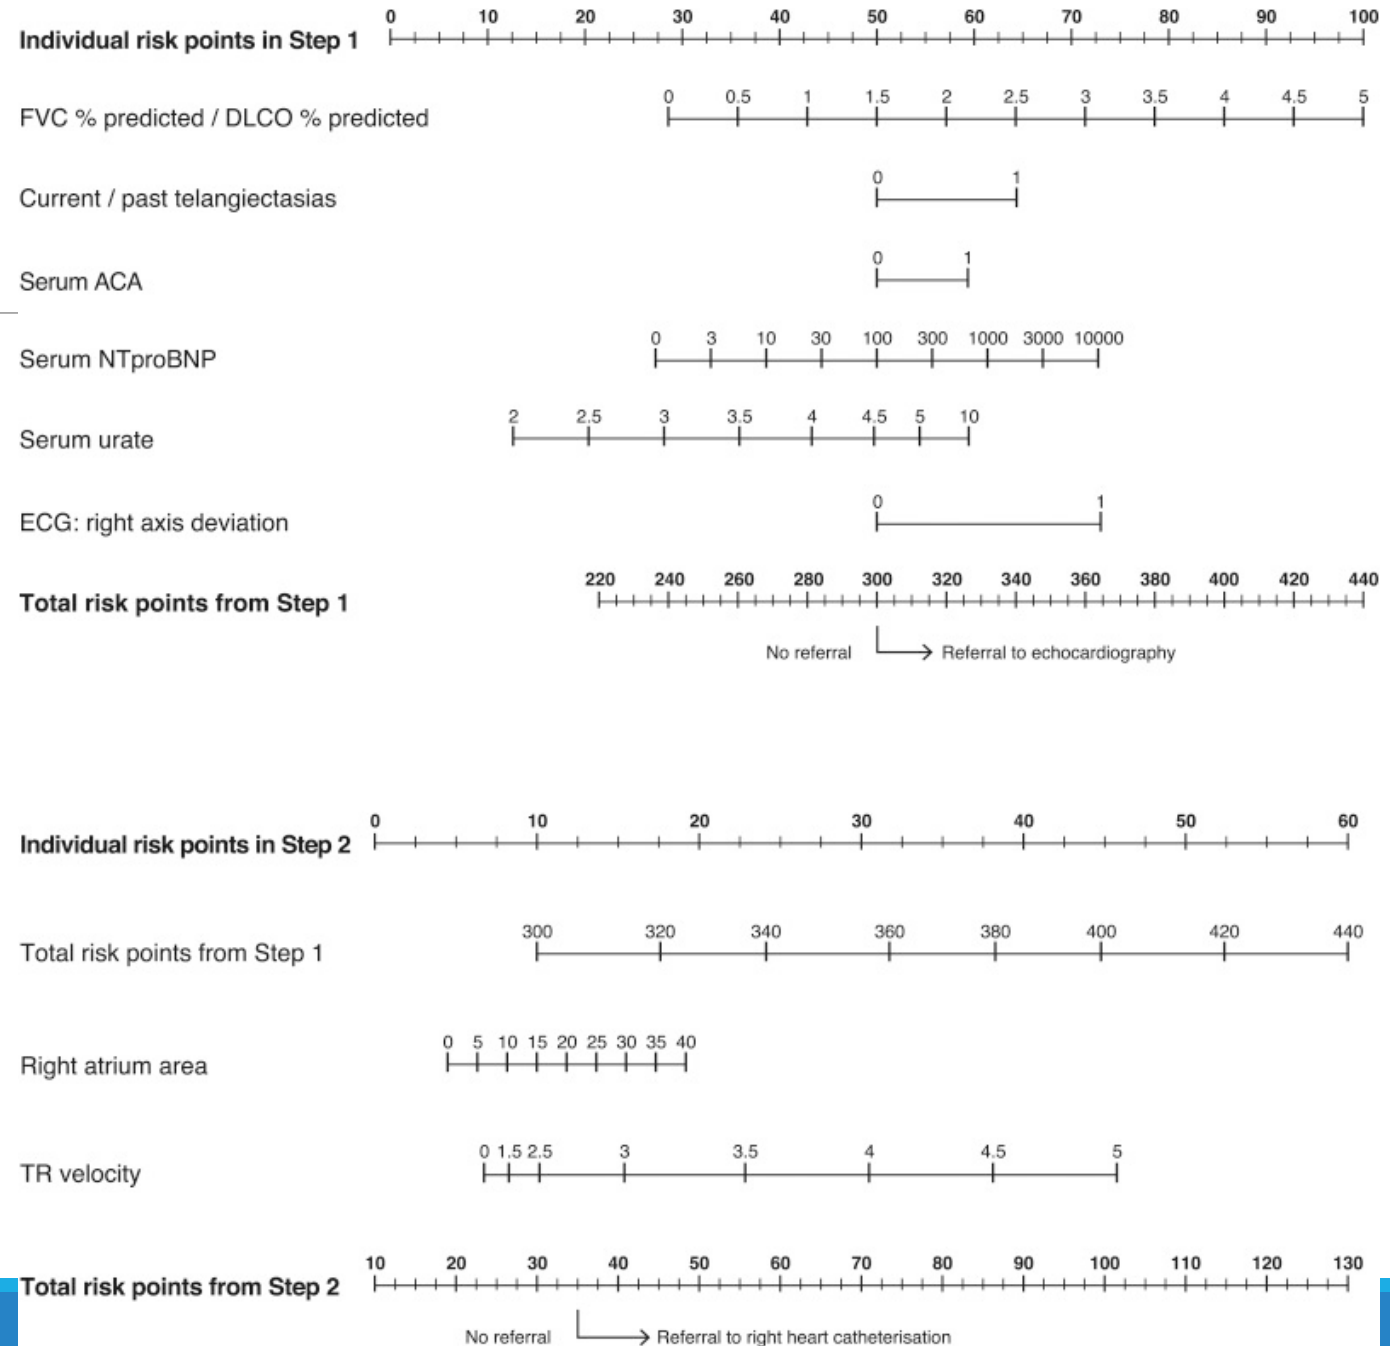 0 10 20 30 40 50 60 70 80 90 100
Individual risk points in Step 1
0 0.5 1 1.5 2 2.5 3 3.5 4 4.5 5
FVC % predicted / DLCO % predicted
0 1
Current / past telangiectasias
0 1
Serum ACA
0 3 10 30 100 300 1000 3000 10000
Serum NTproBNP
2 2.5 3 3.5 4 4.5 5 10
Serum urate
0 1
ECG: right axis deviation
220 240 260 280 300 320 340 360 380 400 420 440
Total risk points from Step 1
No referral Referral to echocardiography
0 10 20 30 40 50 60
Individual risk points in Step 2
300 320 340 360 380 400 420 440
Total risk points from Step 1
0 5 10 15 20 25 30 35 40
Right atrium area
0 1.5 2.5 3 3.5 4 4.5 5
TR velocity
10 20 30 40 50 60 70 80 90 100 110 120 130
Total risk points from Step 2
No referral Referral to right heart catheterisation